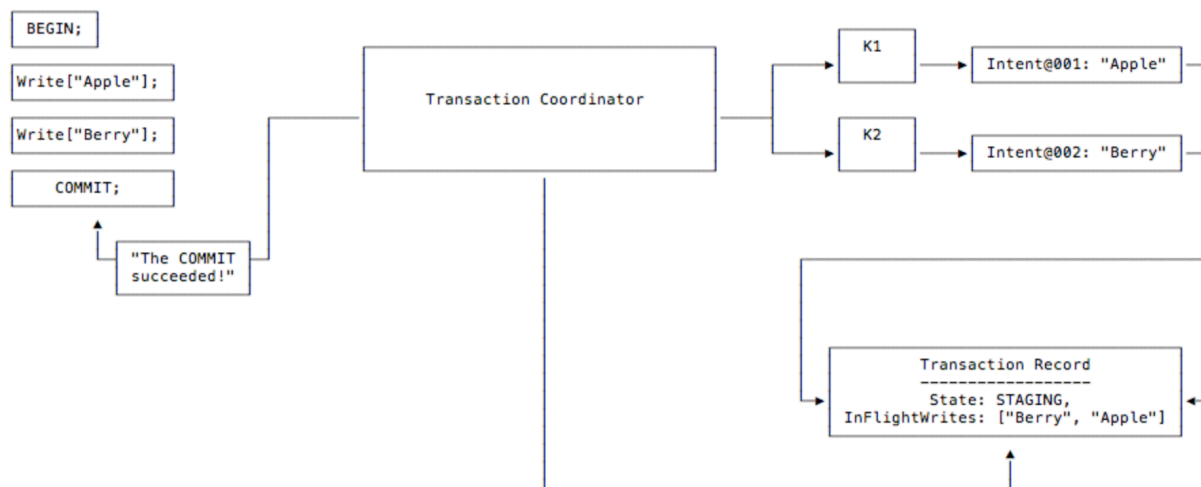 BEGIN;
Write["Apple"];
Write["Berry"];
COMMIT;
"The COMMIT
succeeded!"
Transaction Coordinator
K1
Intent@001: "Apple"
K2
Intent@002: "Berry"
Transaction Record
------------------
State: STAGING,
InFlightWrites: ["Berry", "Apple"]